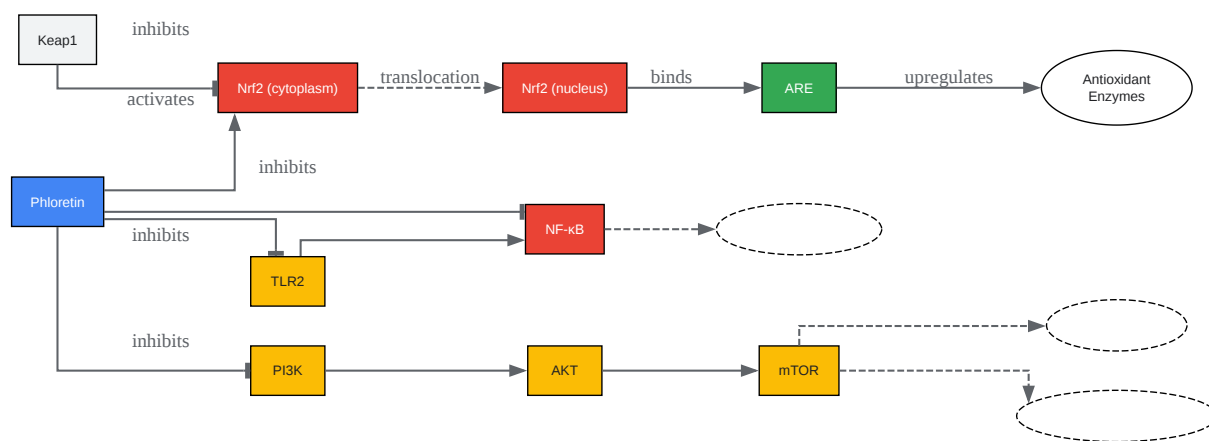 inhibits
Keap1
translocation
binds
upregulates
Nrf2 (cytoplasm)
Nrf2 (nucleus)
ARE
Antioxidant
Enzymes
activates
inhibits
Phloretin
inhibits
NF-κB
TLR2
inhibits
PI3K
AKT
mTOR